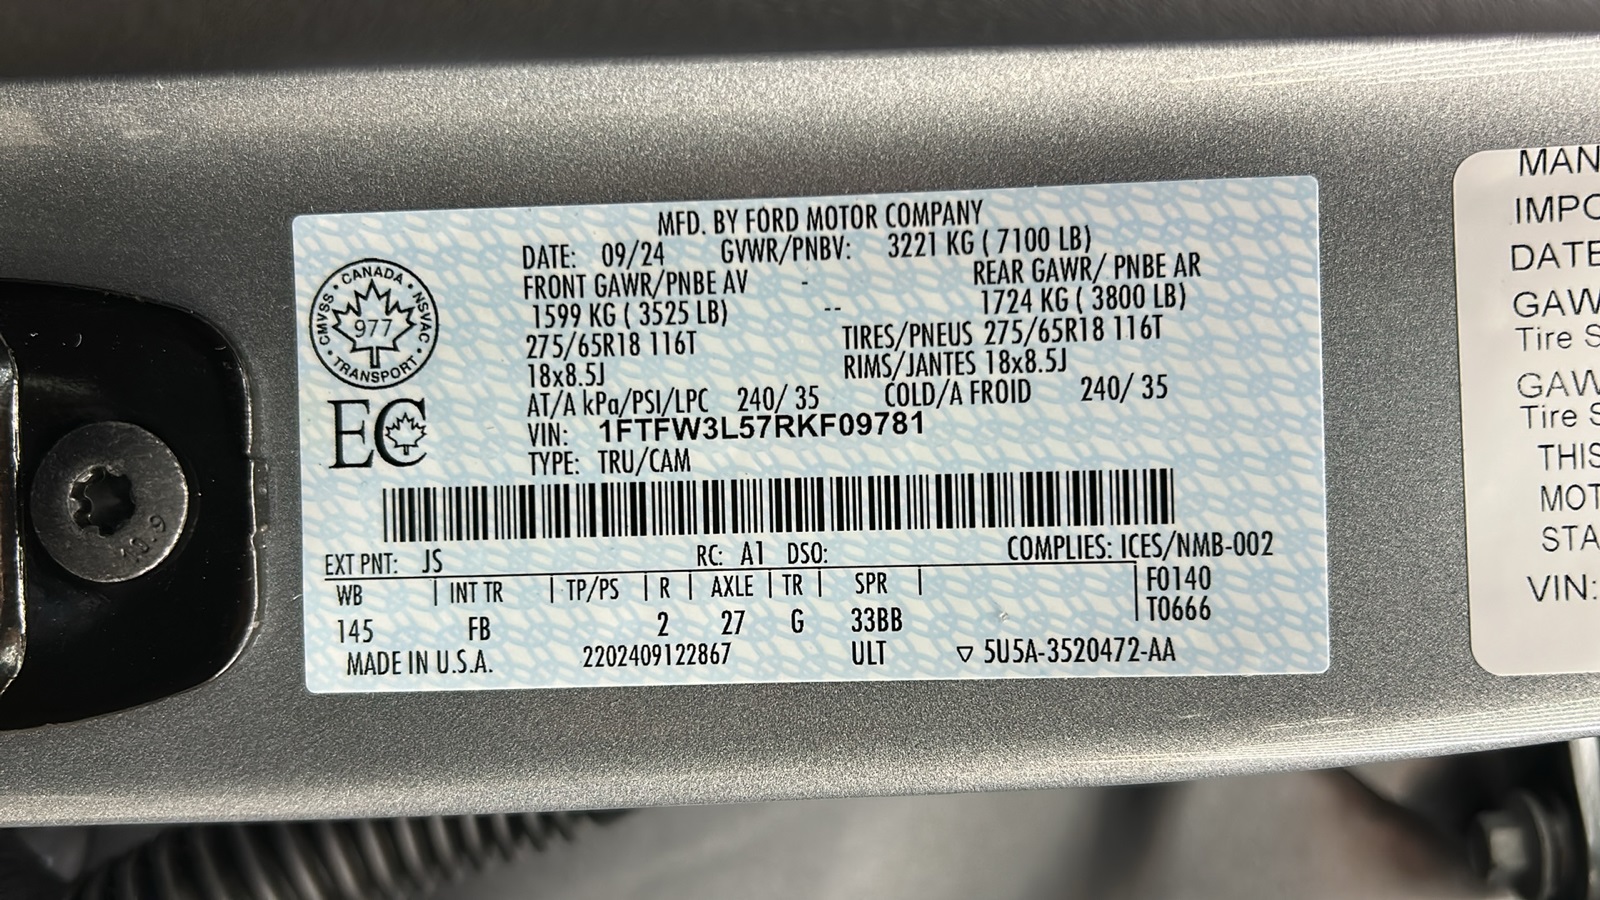 MFD. BY FORD MOTOR COMPANY
DATE: 09/24 GVWR/PNBV: 3221 KG ( 7100 LB)
FRONT GAWR/PNBE AV - REAR GAWR/ PNBE AR
1599 KG ( 3525 LB) -- 1724 KG ( 3800 LB)
275/65R18 116T TIRES/PNEUS 275/65R18 116T
18x8.5J RIMS/JANTES 18x8.5J
AT/A kPa/PSI/LPC 240/ 35 COLD/A FROID 240/ 35
VIN: 1FTFW3L57RKF09781
TYPE: TRU/CAM
CANADA
CMVSS NSVAC
977
TRANSPORT
EC
EXT PNT: JS RC: A1 DSO: COMPLIES: ICES/NMB-002
WB | INT TR | TP/PS | R | AXLE | TR | SPR | F0140
T0666
145 FB 2 27 G 33BB
MADE IN U.S.A. 2202409122867 ULT ▽ 5U5A-3520472-AA
10.9
MAN
IMPO
DATE
GAW
Tire S
GAW
Tire S
THIS
MOT
STA
VIN: